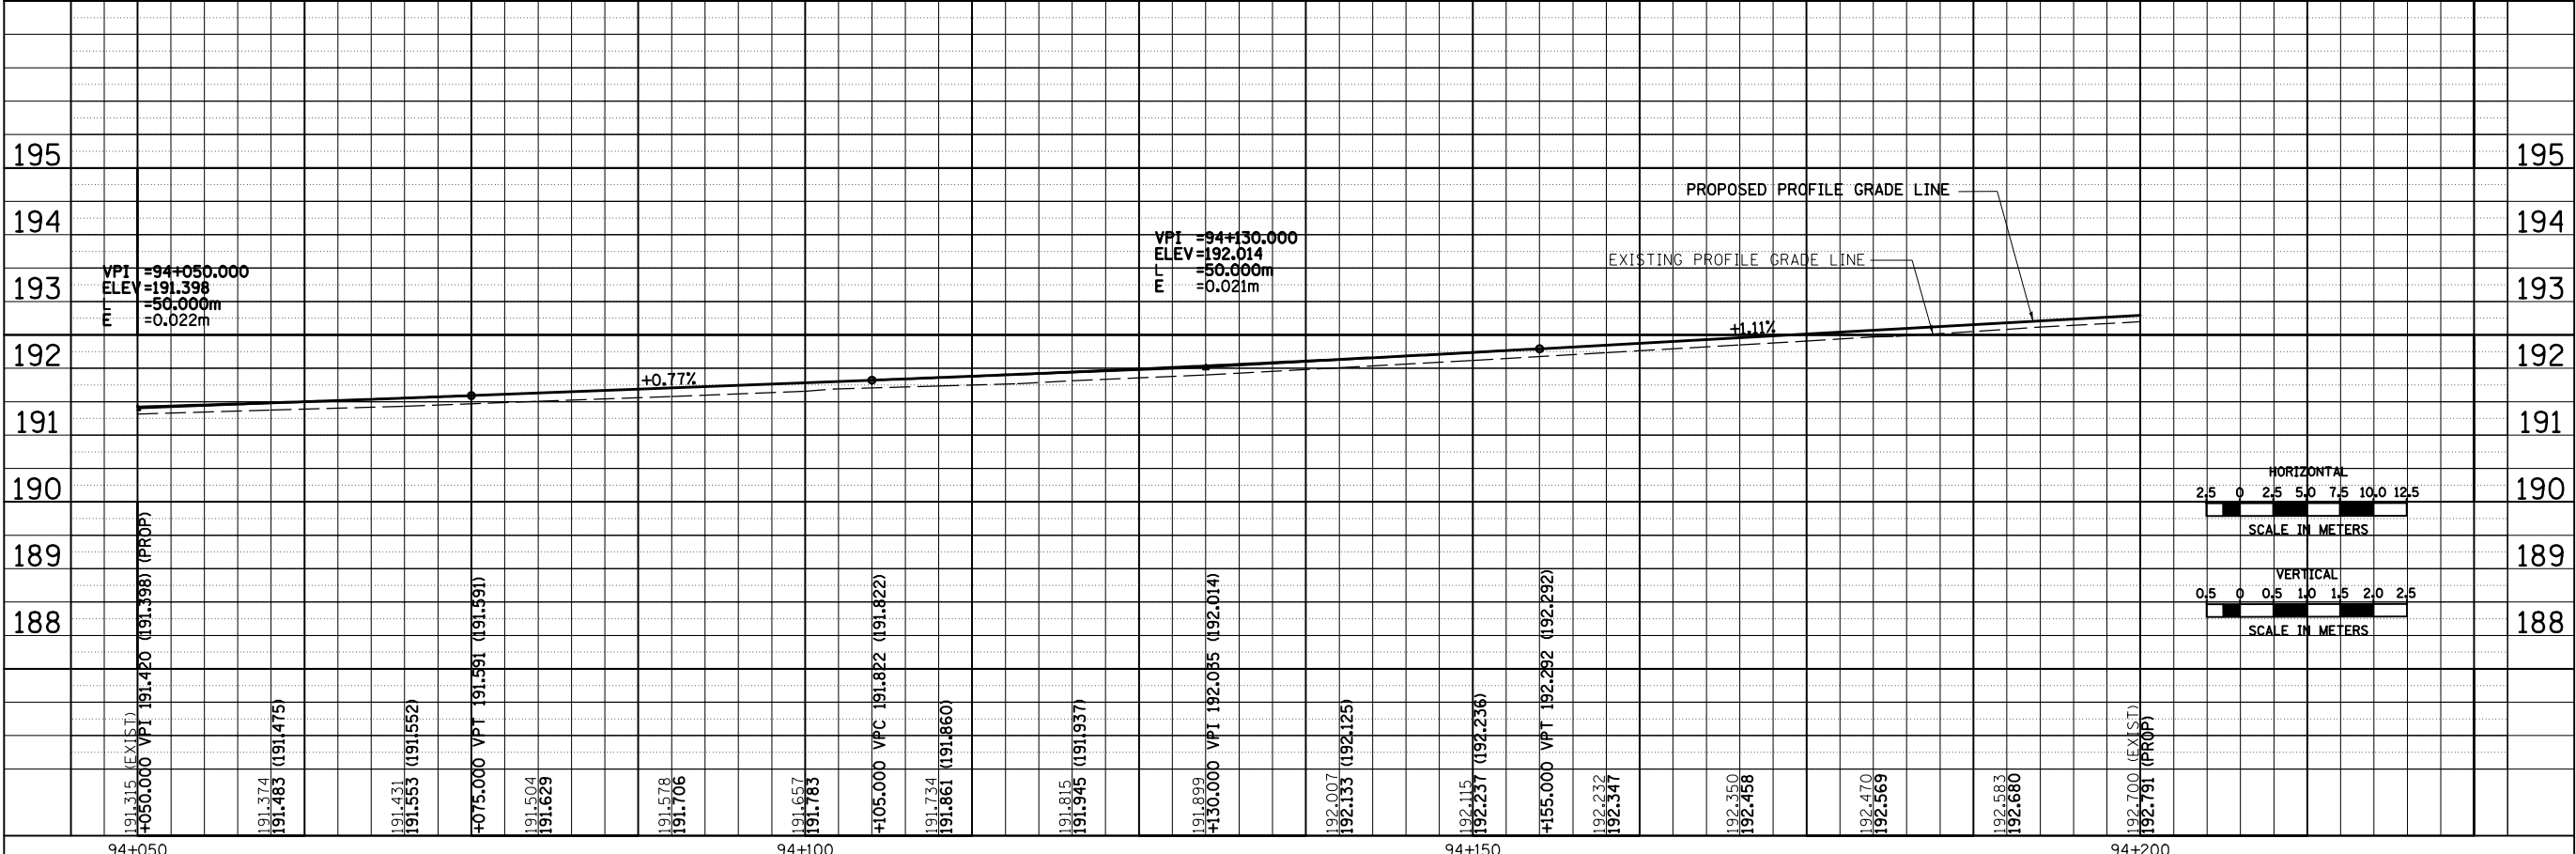 195
195
194
194
193
193
192
192
191
191
190
190
189
189
188
188
VPI =94+050.000
ELEV=191.398
L =50.000m
E =0.022m
VPI =94+130.000
ELEV=192.014
L =50.000m
E =0.021m
PROPOSED PROFILE GRADE LINE
EXISTING PROFILE GRADE LINE
+0.77%
+1.11%
HORIZONTAL
2.5 0 2.5 5.0 7.5 10.0 12.5
SCALE IN METERS
VERTICAL
0.5 0 0.5 1.0 1.5 2.0 2.5
SCALE IN METERS
191.315 (EXIST)
+050.000 VPI 191.420 (191.398) (PROP)
191.374
191.483 (191.475)
191.431
191.553 (191.552)
+075.000 VPT 191.591 (191.591)
191.504
191.629
191.578
191.706
191.657
191.783
+105.000 VPC 191.822 (191.822)
191.734
191.861 (191.860)
191.815
191.945 (191.937)
191.899
+130.000 VPI 192.035 (192.014)
192.007
192.133 (192.125)
192.115
192.237 (192.236)
+155.000 VPT 192.292 (192.292)
192.232
192.347
192.350
192.458
192.470
192.569
192.583
192.680
192.700 (EXIST)
192.791 (PROP)
94+050
94+100
94+150
94+200